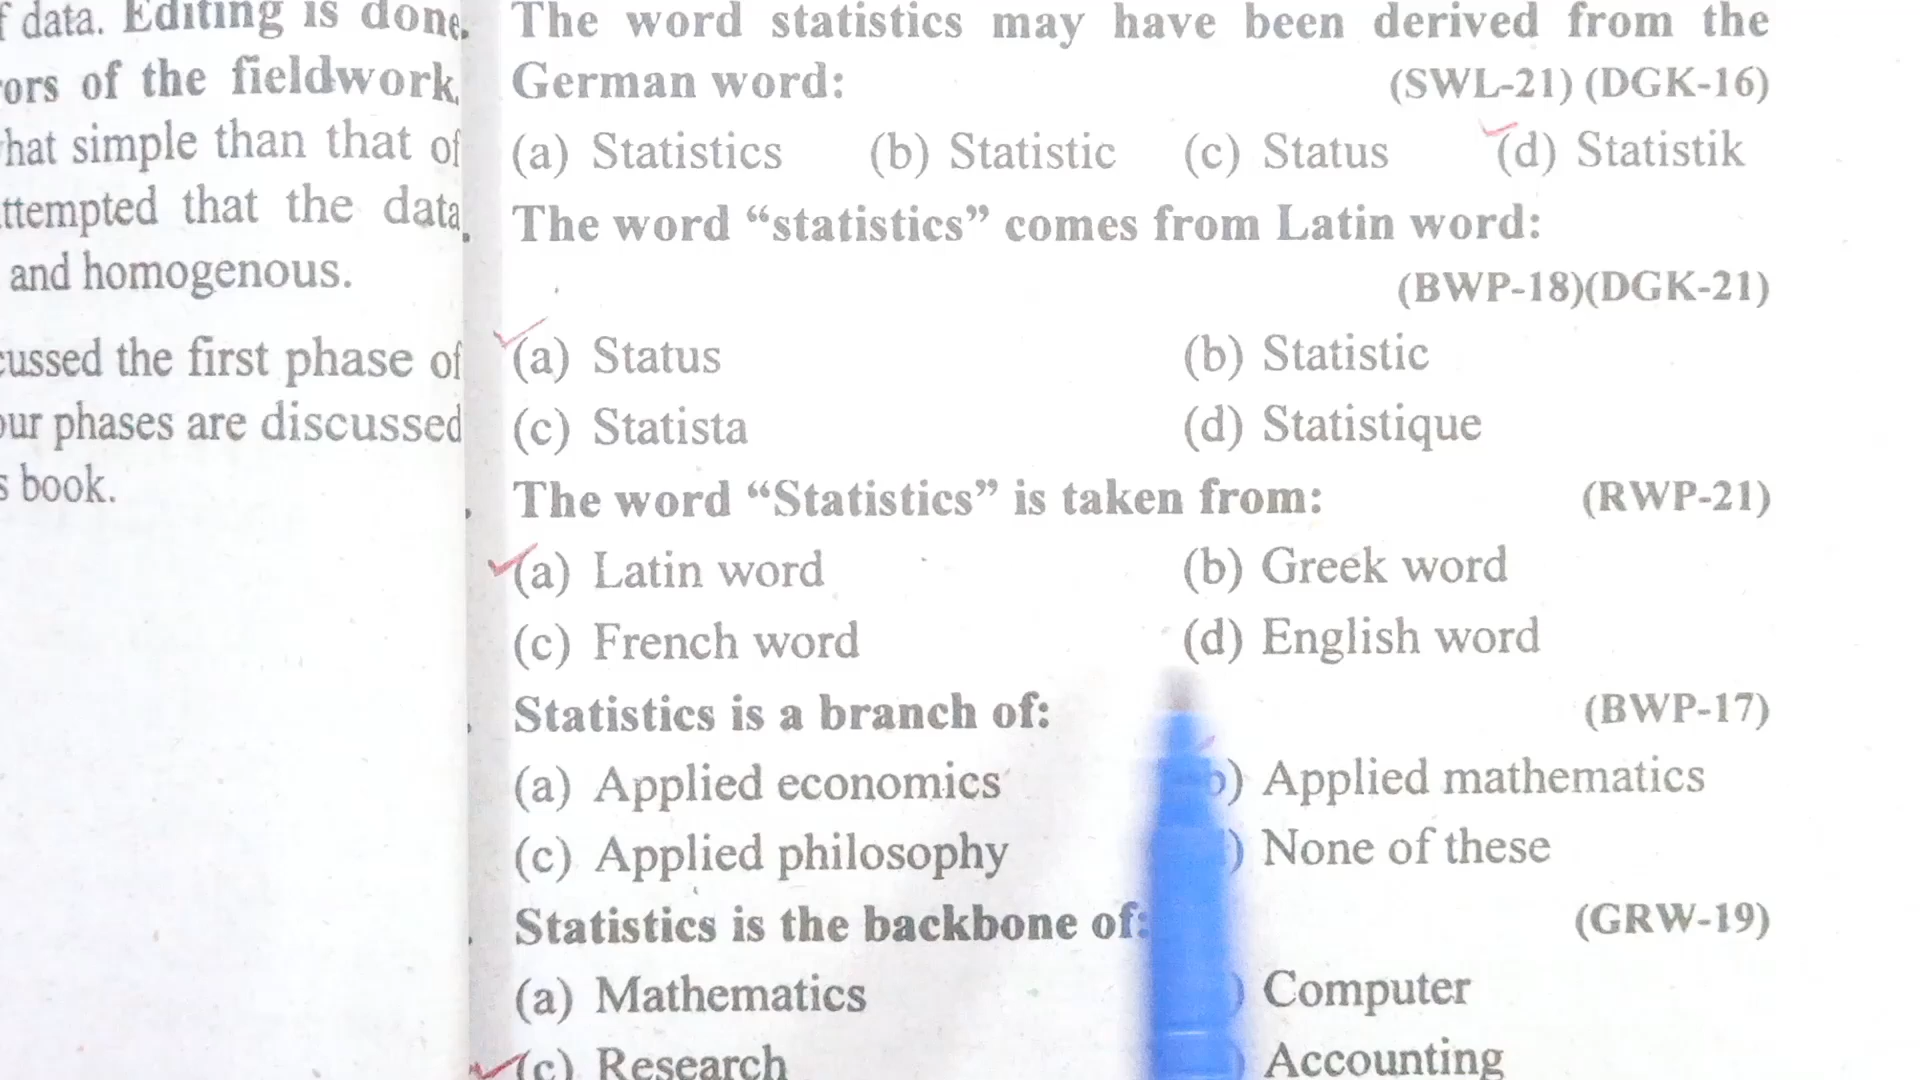 data. Editing is done
ors of the fieldwork
hat simple than that of
ttempted that the data
and homogenous.
cussed the first phase of
our phases are discussed
s book.
The word statistics may have been derived from the
German word: (SWL-21) (DGK-16)
(a) Statistics (b) Statistic (c) Status (d) Statistik
The word “statistics” comes from Latin word:
(BWP-18)(DGK-21)
(a) Status (b) Statistic
(c) Statista (d) Statistique
The word “Statistics” is taken from: (RWP-21)
(a) Latin word (b) Greek word
(c) French word (d) English word
Statistics is a branch of: (BWP-17)
(a) Applied economics b) Applied mathematics
(c) Applied philosophy ) None of these
Statistics is the backbone of: (GRW-19)
(a) Mathematics ) Computer
(c) Research ) Accounting